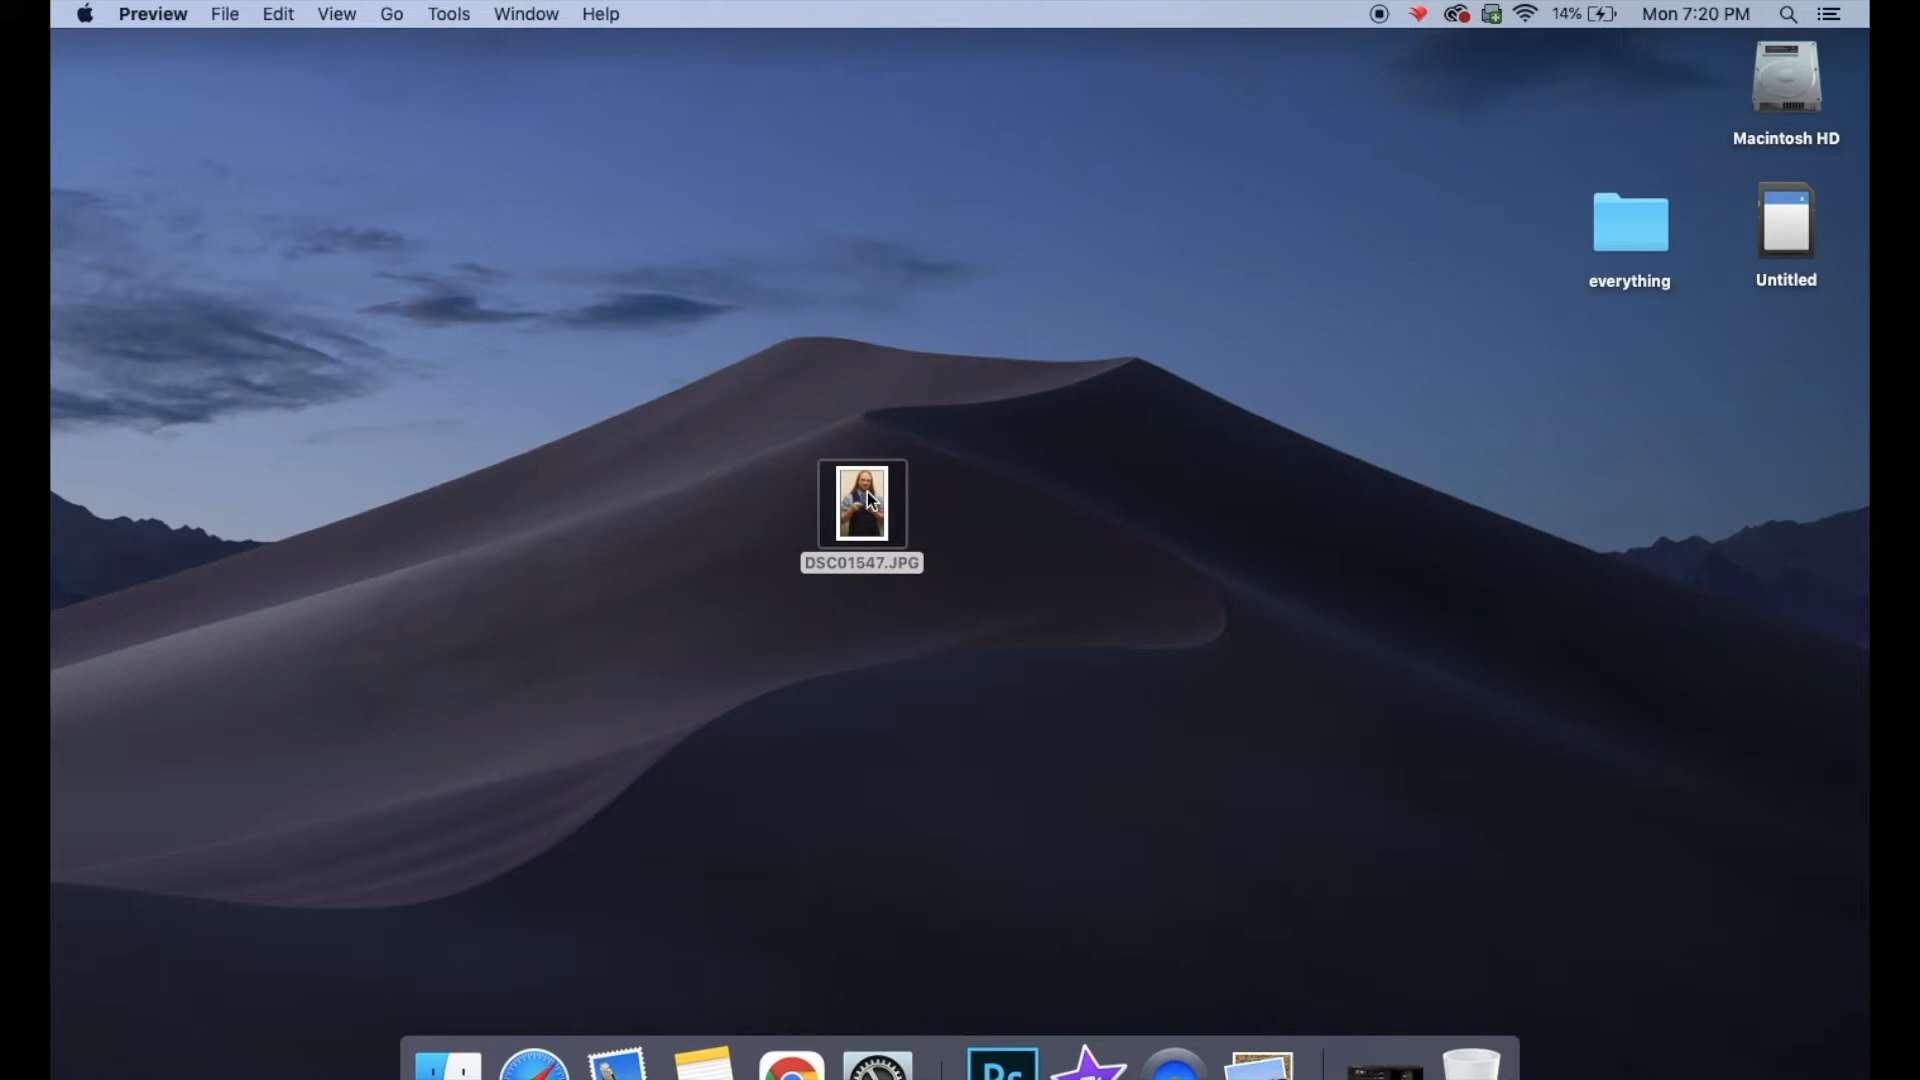 Preview File Edit View Go Tools Window Help 14% Mon 7:20 PM
Macintosh HD
everything
Untitled
DSC01547.JPG
Ps